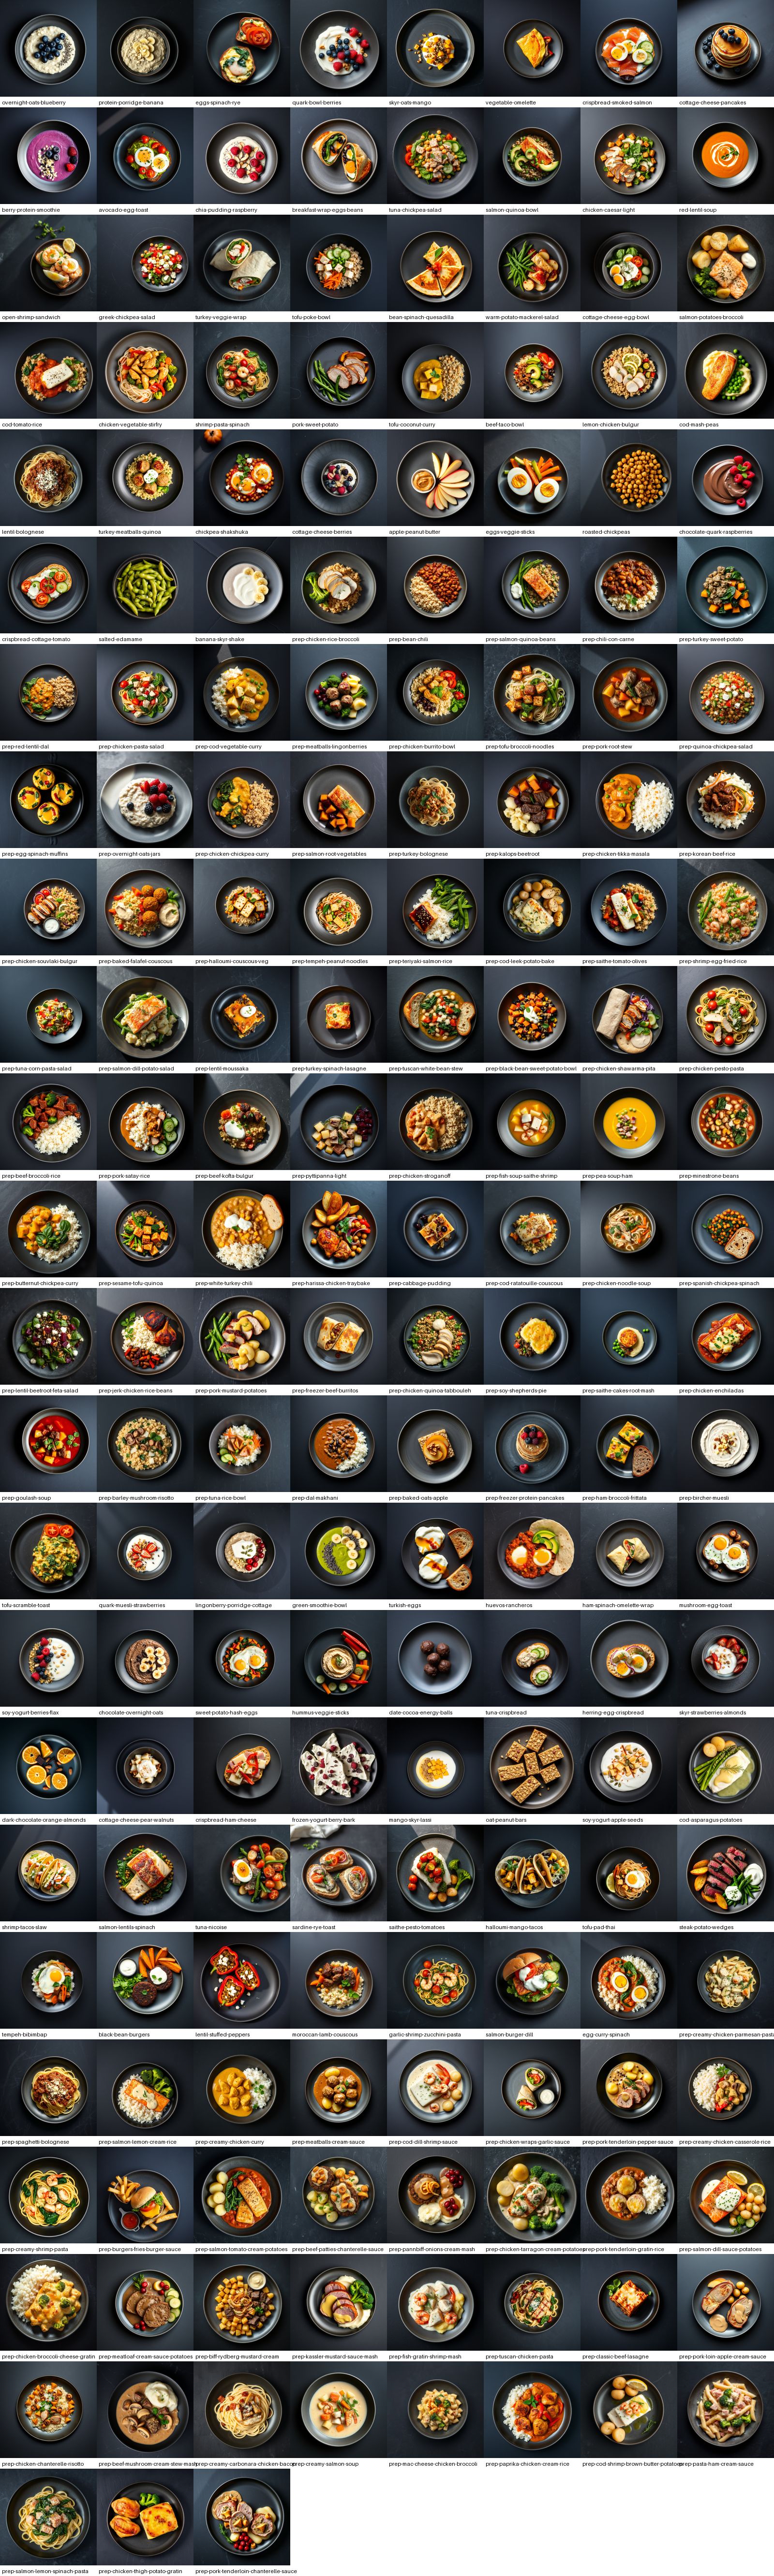 overnight-oats-blueberry protein-porridge-banana eggs-spinach-rye quark-bowl-berries skyr-oats-mango vegetable-omelette crispbread-smoked-salmon cottage-cheese-pancakes
berry-protein-smoothie avocado-egg-toast chia-pudding-raspberry breakfast-wrap-eggs-beans tuna-chickpea-salad salmon-quinoa-bowl chicken-caesar-light red-lentil-soup
open-shrimp-sandwich greek-chickpea-salad turkey-veggie-wrap tofu-poke-bowl bean-spinach-quesadilla warm-potato-mackerel-salad cottage-cheese-egg-bowl salmon-potatoes-broccoli
cod-tomato-rice chicken-vegetable-stirfry shrimp-pasta-spinach pork-sweet-potato tofu-coconut-curry beef-taco-bowl lemon-chicken-bulgur cod-mash-peas
lentil-bolognese turkey-meatballs-quinoa chickpea-shakshuka cottage-cheese-berries apple-peanut-butter eggs-veggie-sticks roasted-chickpeas chocolate-quark-raspberries
crispbread-cottage-tomato salted-edamame banana-skyr-shake prep-chicken-rice-broccoli prep-bean-chili prep-salmon-quinoa-beans prep-chili-con-carne prep-turkey-sweet-potato
prep-red-lentil-dal prep-chicken-pasta-salad prep-cod-vegetable-curry prep-meatballs-lingonberries prep-chicken-burrito-bowl prep-tofu-broccoli-noodles prep-pork-root-stew prep-quinoa-chickpea-salad
prep-egg-spinach-muffins prep-overnight-oats-jars prep-chicken-chickpea-curry prep-salmon-root-vegetables prep-turkey-bolognese prep-kalops-beetroot prep-chicken-tikka-masala prep-korean-beef-rice
prep-chicken-souvlaki-bulgur prep-baked-falafel-couscous prep-halloumi-couscous-veg prep-tempeh-peanut-noodles prep-teriyaki-salmon-rice prep-cod-leek-potato-bake prep-saithe-tomato-olives prep-shrimp-egg-fried-rice
prep-tuna-corn-pasta-salad prep-salmon-dill-potato-salad prep-lentil-moussaka prep-turkey-spinach-lasagne prep-tuscan-white-bean-stew prep-black-bean-sweet-potato-bowl prep-chicken-shawarma-pita prep-chicken-pesto-pasta
prep-beef-broccoli-rice prep-pork-satay-rice prep-beef-kofta-bulgur prep-pyttipanna-light prep-chicken-stroganoff prep-fish-soup-saithe-shrimp prep-pea-soup-ham prep-minestrone-beans
prep-butternut-chickpea-curry prep-sesame-tofu-quinoa prep-white-turkey-chili prep-harissa-chicken-traybake prep-cabbage-pudding prep-cod-ratatouille-couscous prep-chicken-noodle-soup prep-spanish-chickpea-spinach
prep-lentil-beetroot-feta-salad prep-jerk-chicken-rice-beans prep-pork-mustard-potatoes prep-freezer-beef-burritos prep-chicken-quinoa-tabbouleh prep-soy-shepherds-pie prep-saithe-cakes-root-mash prep-chicken-enchiladas
prep-goulash-soup prep-barley-mushroom-risotto prep-tuna-rice-bowl prep-dal-makhani prep-baked-oats-apple prep-freezer-protein-pancakes prep-ham-broccoli-frittata prep-bircher-muesli
tofu-scramble-toast quark-muesli-strawberries lingonberry-porridge-cottage green-smoothie-bowl turkish-eggs huevos-rancheros ham-spinach-omelette-wrap mushroom-egg-toast
soy-yogurt-berries-flax chocolate-overnight-oats sweet-potato-hash-eggs hummus-veggie-sticks date-cocoa-energy-balls tuna-crispbread herring-egg-crispbread skyr-strawberries-almonds
dark-chocolate-orange-almonds cottage-cheese-pear-walnuts crispbread-ham-cheese frozen-yogurt-berry-bark mango-skyr-lassi oat-peanut-bars soy-yogurt-apple-seeds cod-asparagus-potatoes
shrimp-tacos-slaw salmon-lentils-spinach tuna-nicoise sardine-rye-toast saithe-pesto-tomatoes halloumi-mango-tacos tofu-pad-thai steak-potato-wedges
tempeh-bibimbap black-bean-burgers lentil-stuffed-peppers moroccan-lamb-couscous garlic-shrimp-zucchini-pasta salmon-burger-dill egg-curry-spinach prep-creamy-chicken-parmesan-pasta
prep-spaghetti-bolognese prep-salmon-lemon-cream-rice prep-creamy-chicken-curry prep-meatballs-cream-sauce prep-cod-dill-shrimp-sauce prep-chicken-wraps-garlic-sauce prep-pork-tenderloin-pepper-sauce prep-creamy-chicken-casserole-rice
prep-creamy-shrimp-pasta prep-burgers-fries-burger-sauce prep-salmon-tomato-cream-potatoes prep-beef-patties-chanterelle-sauce prep-pannbiff-onions-cream-mash prep-chicken-tarragon-cream-potatoes prep-pork-tenderloin-gratin-rice prep-salmon-dill-sauce-potatoes
prep-chicken-broccoli-cheese-gratin prep-meatloaf-cream-sauce-potatoes prep-biff-rydberg-mustard-cream prep-kassler-mustard-sauce-mash prep-fish-gratin-shrimp-mash prep-tuscan-chicken-pasta prep-classic-beef-lasagne prep-pork-loin-apple-cream-sauce
prep-chicken-chanterelle-risotto prep-beef-mushroom-cream-stew-mash prep-creamy-carbonara-chicken-bacon prep-creamy-salmon-soup prep-mac-cheese-chicken-broccoli prep-paprika-chicken-cream-rice prep-cod-shrimp-brown-butter-potatoes prep-pasta-ham-cream-sauce
prep-salmon-lemon-spinach-pasta prep-chicken-thigh-potato-gratin prep-pork-tenderloin-chanterelle-sauce